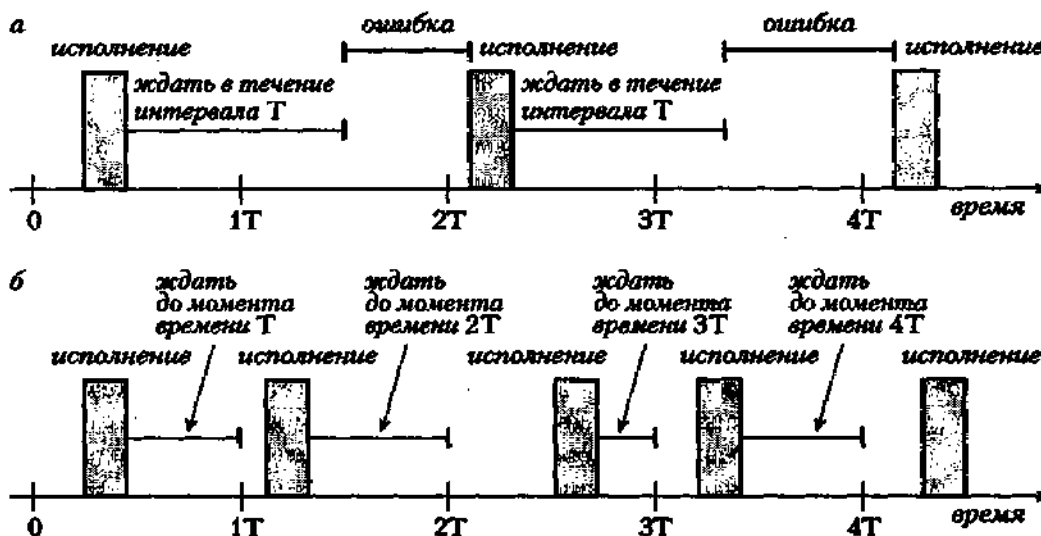 а
ошибка
ошибка
исполнение
исполнение
исполнение
ждать в течение
интервала T
ждать в течение
интервала T
0
1T
2T
3T
4T
время
б
ждать
до момента
времени T
ждать
до момента
времени 2T
ждать
до момента
времени 3T
ждать
до момента
времени 4T
исполнение
исполнение
исполнение
исполнение
исполнение
0
1T
2T
3T
4T
время